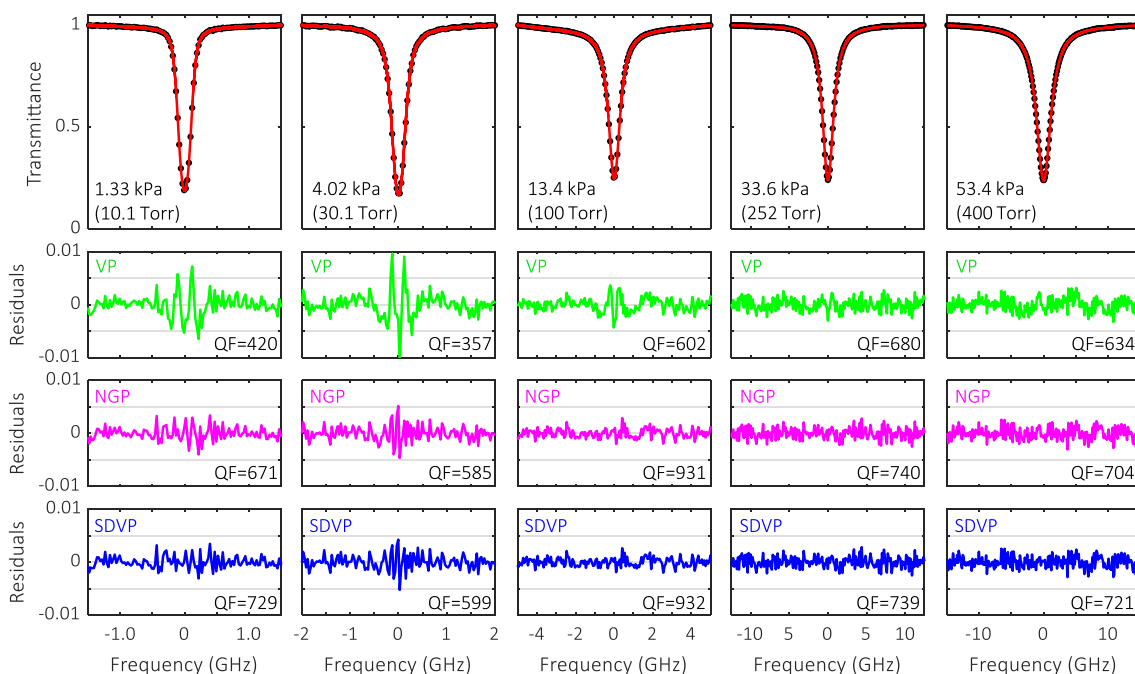 1
0.5
0
Transmittance
1.33 kPa
(10.1 Torr)
4.02 kPa
(30.1 Torr)
13.4 kPa
(100 Torr)
33.6 kPa
(252 Torr)
53.4 kPa
(400 Torr)
0.01
0
-0.01
Residuals
VP
QF=420
VP
QF=357
VP
QF=602
VP
QF=680
VP
QF=634
0.01
0
-0.01
Residuals
NGP
QF=671
NGP
QF=585
NGP
QF=931
NGP
QF=740
NGP
QF=704
0.01
0
-0.01
Residuals
SDVP
QF=729
SDVP
QF=599
SDVP
QF=932
SDVP
QF=739
SDVP
QF=721
-1.0 0 1.0
-2 -1 0 1 2
-4 -2 0 2 4
-10 5 0 5 10
-10 0 10
Frequency (GHz)
Frequency (GHz)
Frequency (GHz)
Frequency (GHz)
Frequency (GHz)